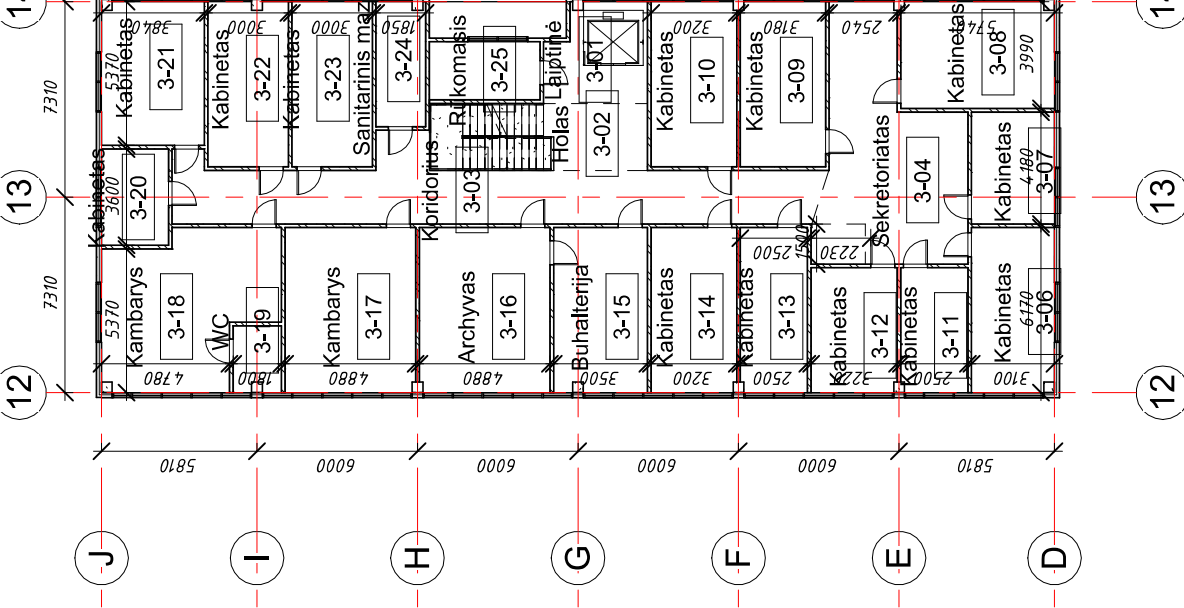 14
14
3840
3000
3000
1850
3200
3180
2540
5740
Kabinetas
5370
3-21
Kabinetas
3-22
Kabinetas
3-23
Sanitarinis maz
3-24
Rūkomasis
3-25
Laiptinė
3-01
Holas
3-02
Kabinetas
3-10
Kabinetas
3-09
Kabinetas
3-08
3990
7310
13
Kabinetas
3600
3-20
Koridorius
3-03
Sekretoriatas
3-04
Kabinetas
4180
3-07
13
7310
5370
Kambarys
3-18
WC
3-19
Kambarys
3-17
Archyvas
3-16
Buhalterija
3-15
Kabinetas
3-14
Kabinetas
3-13
2500
1500
2230
Kabinetas
3-12
Kabinetas
3-11
Kabinetas
6170
3-06
4780
1800
4880
4880
3500
3200
2500
3220
2500
3100
12
12
5810
6000
6000
6000
6000
5810
J
I
H
G
F
E
D